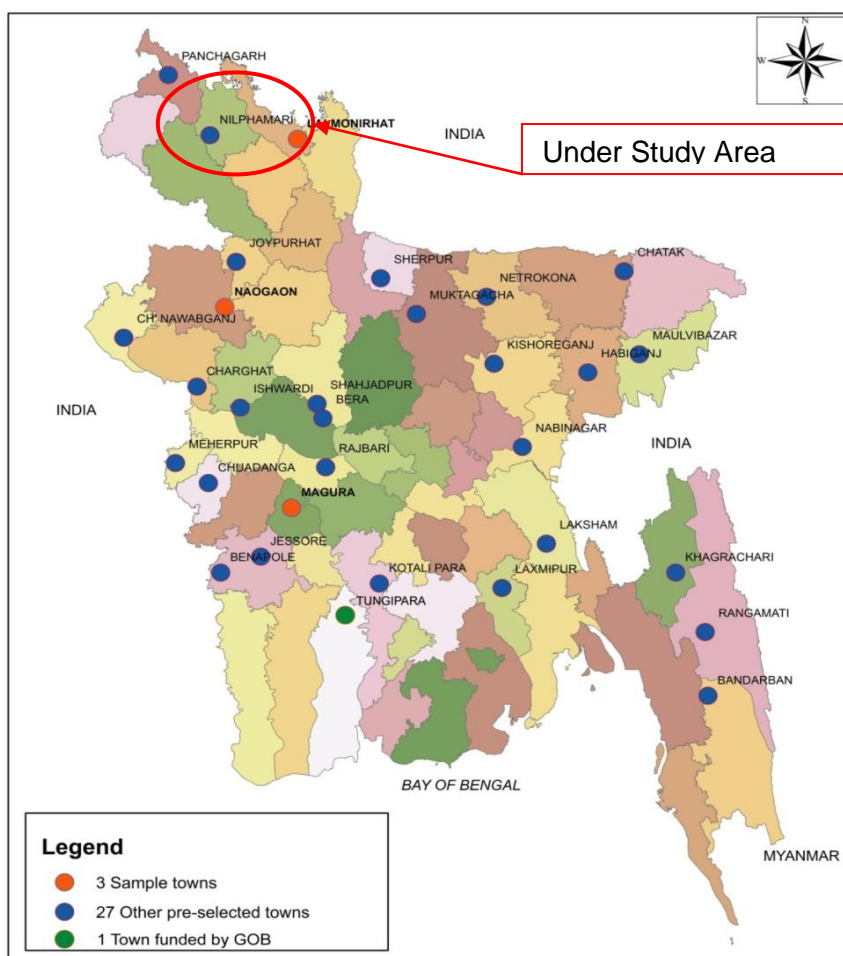 N
W
E
S
PANCHAGARH
NILPHAMARI
LALMONIRHAT
INDIA
Under Study Area
JOYPURHAT
SHERPUR
CHATAK
NETROKONA
NAOGAON
MUKTAGACHA
CH' NAWABGANJ
MAULVIBAZAR
KISHOREGANJ
HABIGANJ
CHARGHAT
ISHWARDI
SHAHJADPUR
BERA
INDIA
MEHERPUR
RAJBARI
NABINAGAR
INDIA
CHUADANGA
MAGURA
LAKSHAM
JESSORE
BENAPOLE
KOTALI PARA
LAXMIPUR
KHAGRACHARI
TUNGIPARA
RANGAMATI
BANDARBAN
BAY OF BENGAL
MYANMAR
Legend
3 Sample towns
27 Other pre-selected towns
1 Town funded by GOB